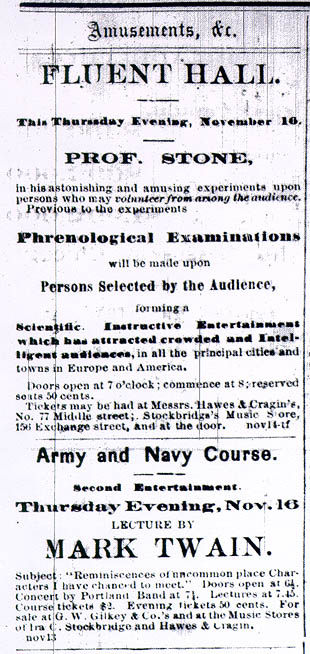 Amusements, &c.
FLUENT HALL.
This Thursday Evening, November 16.
PROF. STONE,
in his astonishing and amusing experiments upon
persons who may volunteer from among the audience.
Previous to the experiments
Phrenological Examinations
will be made upon
Persons Selected by the Audience,
forming a
Scientific. Instructive Entertainment
which has attracted crowded and Intel-
ligent audiences, in all the principal cities and
towns in Europe and America.
Doors open at 7 o'clock; commence at 8; reserved
seats 50 cents.
Tickets may be had at Messrs. Hawes & Cragin's,
No. 77 Middle street; Stockbridge's Music Store,
156 Exchange street, and at the door. nov14-tf
Army and Navy Course.
Second Entertainment.
Thursday Evening, Nov. 16
LECTURE BY
MARK TWAIN.
Subject: "Reminiscences of uncommon place Char-
acters I have chanced to meet." Doors open at 6½.
Concert by Portland Band at 7¼. Lectures at 7.45.
Course tickets $2. Evening tickets 50 cents. For
sale at G. W. Gilkey & Co.'s and at the Music Stores
of Ira C. Stockbridge and Hawes & Cragin.
nov13